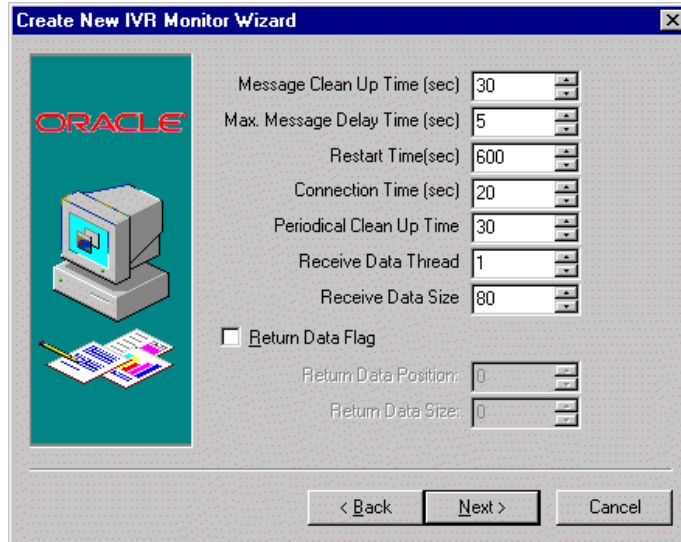 Create New IVR Monitor Wizard
ORACLE
Message Clean Up Time (sec) 30
Max. Message Delay Time (sec) 5
Restart Time(sec) 600
Connection Time (sec) 20
Periodical Clean Up Time 30
Receive Data Thread 1
Receive Data Size 80
Return Data Flag
Return Data Position: 0
Return Data Size: 0
< Back Next > Cancel